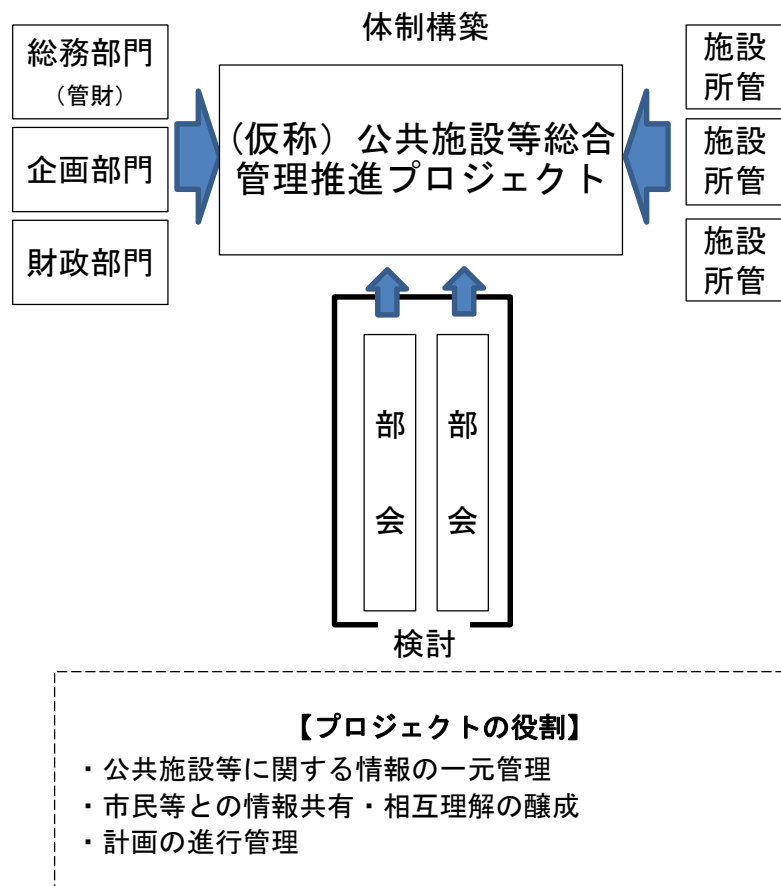 体制構築
総務部門
（管財）
企画部門
財政部門
（仮称）公共施設等総合
管理推進プロジェクト
施設
所管
施設
所管
施設
所管
部会
部会
検討
【プロジェクトの役割】
・公共施設等に関する情報の一元管理
・市民等との情報共有・相互理解の醸成
・計画の進行管理